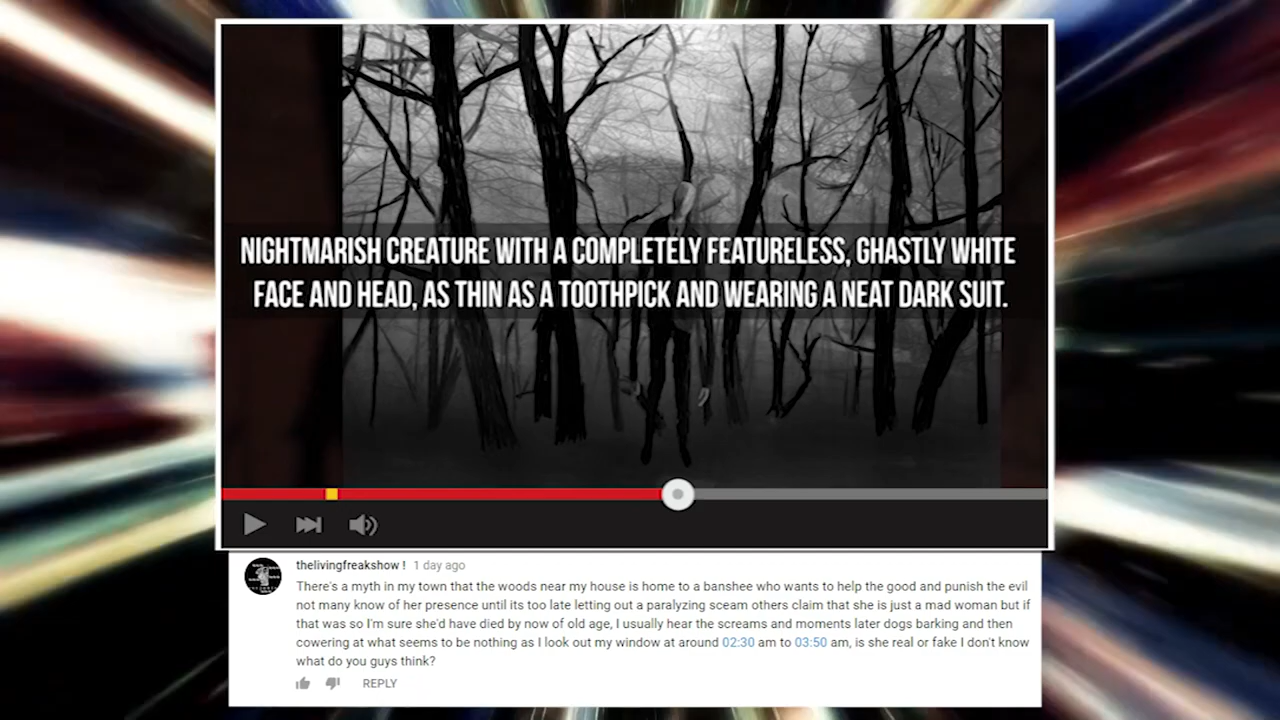 NIGHTMARISH CREATURE WITH A COMPLETELY FEATURELESS, GHASTLY WHITE
FACE AND HEAD, AS THIN AS A TOOTHPICK AND WEARING A NEAT DARK SUIT.
thelivingfreakshow ! 1 day ago
There's a myth in my town that the woods near my house is home to a banshee who wants to help the good and punish the evil
not many know of her presence until its too late letting out a paralyzing sceam others claim that she is just a mad woman but if
that was so I'm sure she'd have died by now of old age, I usually hear the screams and moments later dogs barking and then
cowering at what seems to be nothing as I look out my window at around 02:30 am to 03:50 am, is she real or fake I don't know
what do you guys think?
REPLY